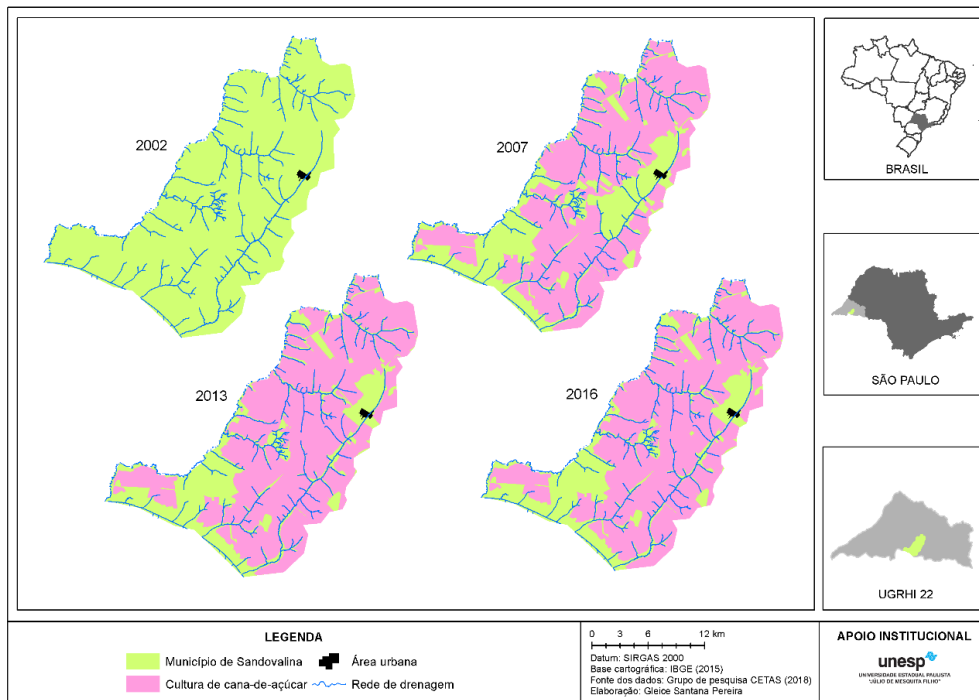 2002
2007
2013
2016
BRASIL
SÃO PAULO
UGRHI 22
LEGENDA
Município de Sandovalina
Área urbana
Cultura de cana-de-açúcar
Rede de drenagem
0 3 6 12 km
Datum: SIRGAS 2000
Base cartográfica: IBGE (2015)
Fonte dos dados: Grupo de pesquisa CETAS (2018)
Elaboração: Gleice Santana Pereira
APOIO INSTITUCIONAL
unesp
UNIVERSIDADE ESTADUAL PAULISTA
"JÚLIO DE MESQUITA FILHO"